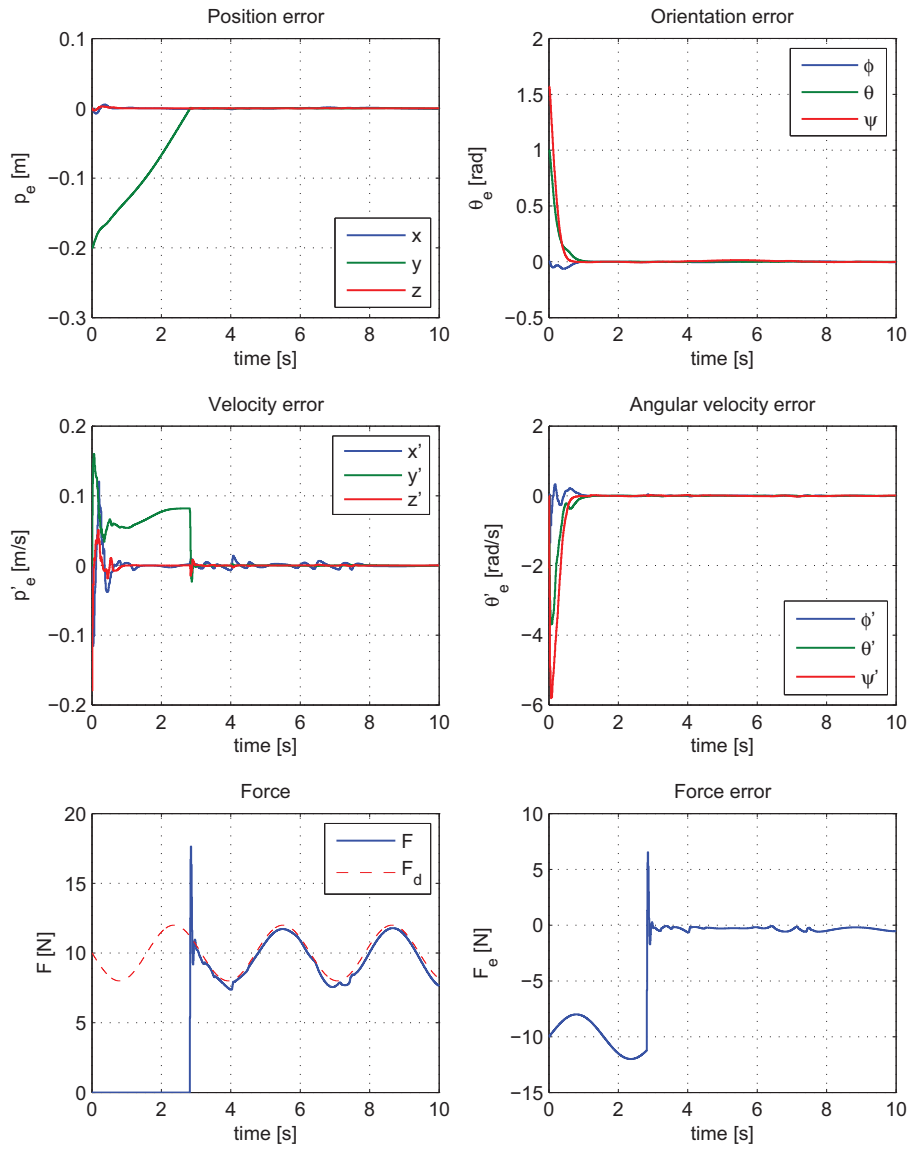 Position error
0.1
0
−0.1
−0.2
−0.3
p_e [m]
x
y
z
0 2 4 6 8 10
time [s]
Orientation error
2
1.5
1
0.5
0
−0.5
θ_e [rad]
ϕ
θ
ψ
0 2 4 6 8 10
time [s]
Velocity error
0.2
0.1
0
−0.1
−0.2
p'_e [m/s]
x'
y'
z'
0 2 4 6 8 10
time [s]
Angular velocity error
2
0
−2
−4
−6
θ'_e [rad/s]
ϕ'
θ'
ψ'
0 2 4 6 8 10
time [s]
Force
20
15
10
5
0
F [N]
F
F_d
0 2 4 6 8 10
time [s]
Force error
10
5
0
−5
−10
−15
F_e [N]
0 2 4 6 8 10
time [s]